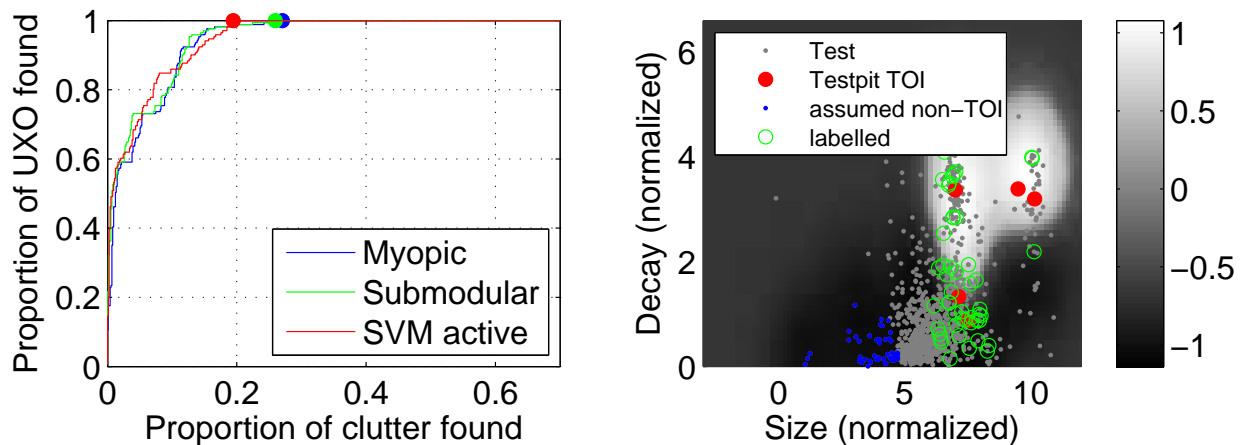 1
0.8
0.6
0.4
0.2
0
0
0.2
0.4
0.6
Proportion of UXO found
Proportion of clutter found
Myopic
Submodular
SVM active
6
4
2
0
0
5
10
Decay (normalized)
Size (normalized)
Test
Testpit TOI
assumed non−TOI
labelled
1
0.5
0
−0.5
−1